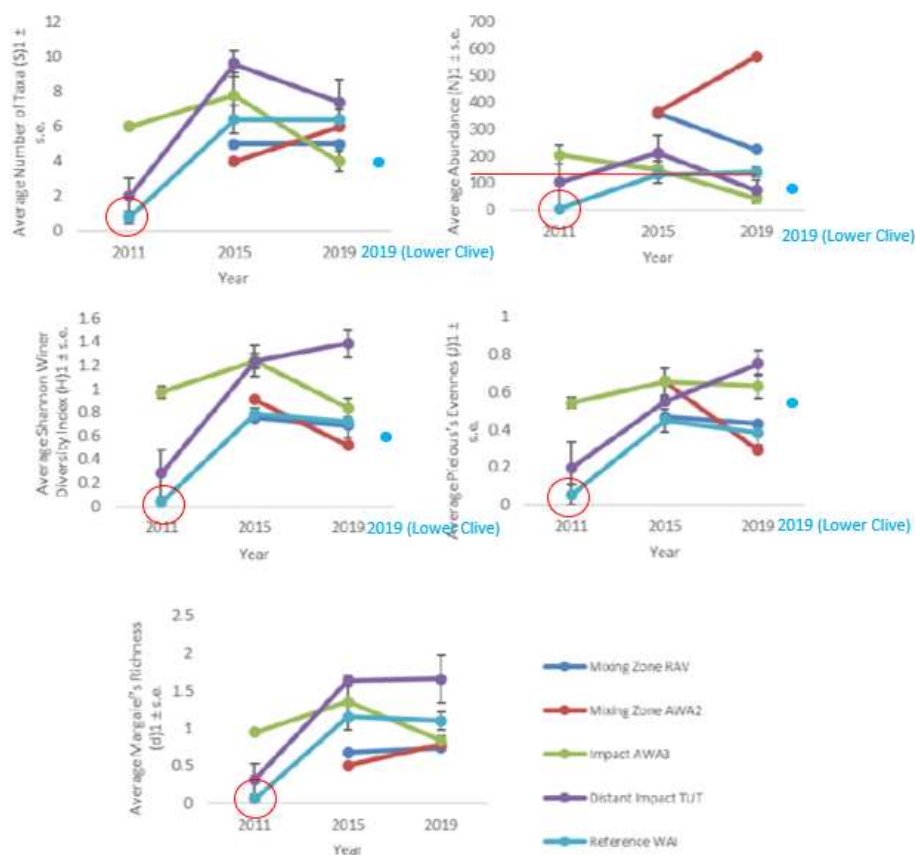 Average Number of Taxa (S)1 ±
s.e.
12
10
8
6
4
2
0
2011
2015
2019
2019 (Lower Clive)
Year
Average Abundance (N)1 ± s.e.
700
600
500
400
300
200
100
0
2011
2015
2019
2019 (Lower Clive)
Year
Average Shannon Winer
Diversity Index (H)1 ± s.e.
1.6
1.4
1.2
1
0.8
0.6
0.4
0.2
0
2011
2015
2019
2019 (Lower Clive)
Year
Average Pielous's Evennes (J)1 ±
s.e.
1
0.8
0.6
0.4
0.2
0
2011
2015
2019
2019 (Lower Clive)
Year
Average Margalef's Richness
(d)1 ± s.e.
2.5
2
1.5
1
0.5
0
2011
2015
2019
Year
Mixing Zone RAV
Mixing Zone AWA2
Impact AWA3
Distant Impact TUT
Reference WAI